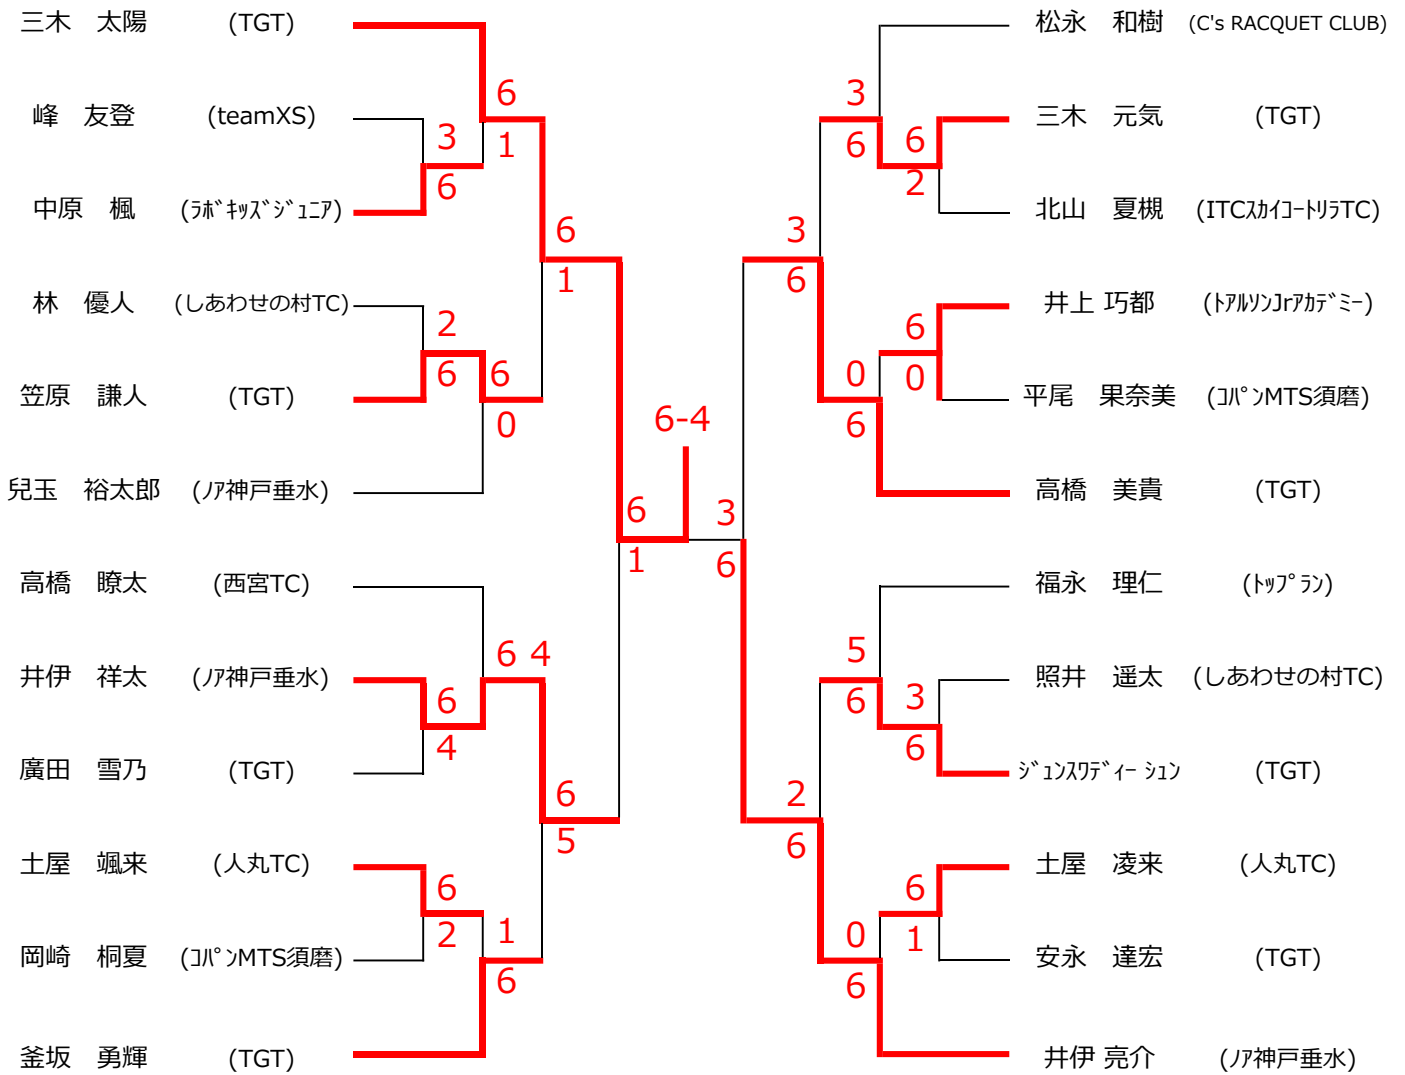 三木 太陽 (TGT)
6
1
峰 友登 (teamXS)
3
6
中原 楓 (ﾗﾎﾞｷｯｽﾞｼﾞｭﾆｱ)
6
1
林 優人 (しあわせの村TC)
2
6
笠原 謙人 (TGT)
6
0
兒玉 裕太郎 (ﾉｱ神戸垂水)
6
1
高橋 瞭太 (西宮TC)
6 4
井伊 祥太 (ﾉｱ神戸垂水)
6
4
廣田 雪乃 (TGT)
6
5
土屋 颯来 (人丸TC)
6
2
岡崎 桐夏 (ｺﾊﾟﾝMTS須磨)
1
6
釜坂 勇輝 (TGT)
6-4
松永 和樹 (C's RACQUET CLUB)
3
6
三木 元気 (TGT)
6
2
北山 夏槻 (ITCｽｶｲｺｰﾄﾘﾗTC)
3
6
井上 巧都 (ﾄｱﾙｿﾝJrｱｶﾃﾞﾐｰ)
6
0
平尾 果奈美 (ｺﾊﾟﾝMTS須磨)
0
6
高橋 美貴 (TGT)
3
6
福永 理仁 (ﾄｯﾌﾟﾗﾝ)
5
6
照井 遥太 (しあわせの村TC)
3
6
ｼﾞｭﾝｽﾜﾃﾞｨｰ ｼｭﾝ (TGT)
2
6
土屋 凌来 (人丸TC)
6
1
安永 達宏 (TGT)
0
6
井伊 亮介 (ﾉｱ神戸垂水)